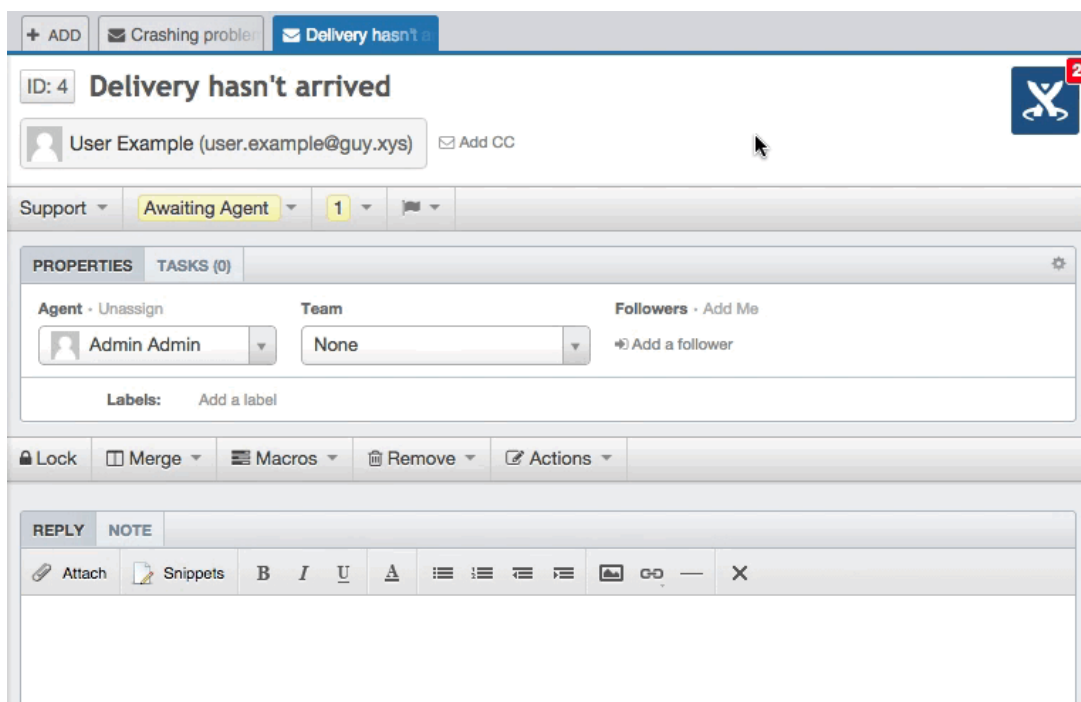 + ADD Crashing problem Delivery hasn't a
ID: 4 Delivery hasn't arrived
2
User Example (user.example@guy.xys) Add CC
Support Awaiting Agent 1
PROPERTIES TASKS (0)
Agent · Unassign Team Followers · Add Me
Admin Admin None Add a follower
Labels: Add a label
Lock Merge Macros Remove Actions
REPLY NOTE
Attach Snippets B I U A